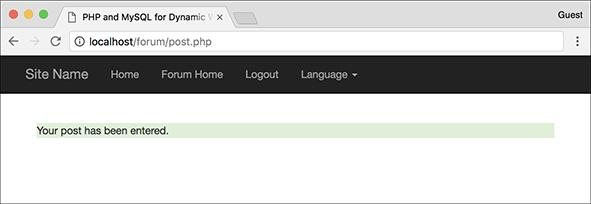 PHP and MySQL for Dynamic
Guest
localhost/forum/post.php
Site Name Home Forum Home Logout Language
Your post has been entered.